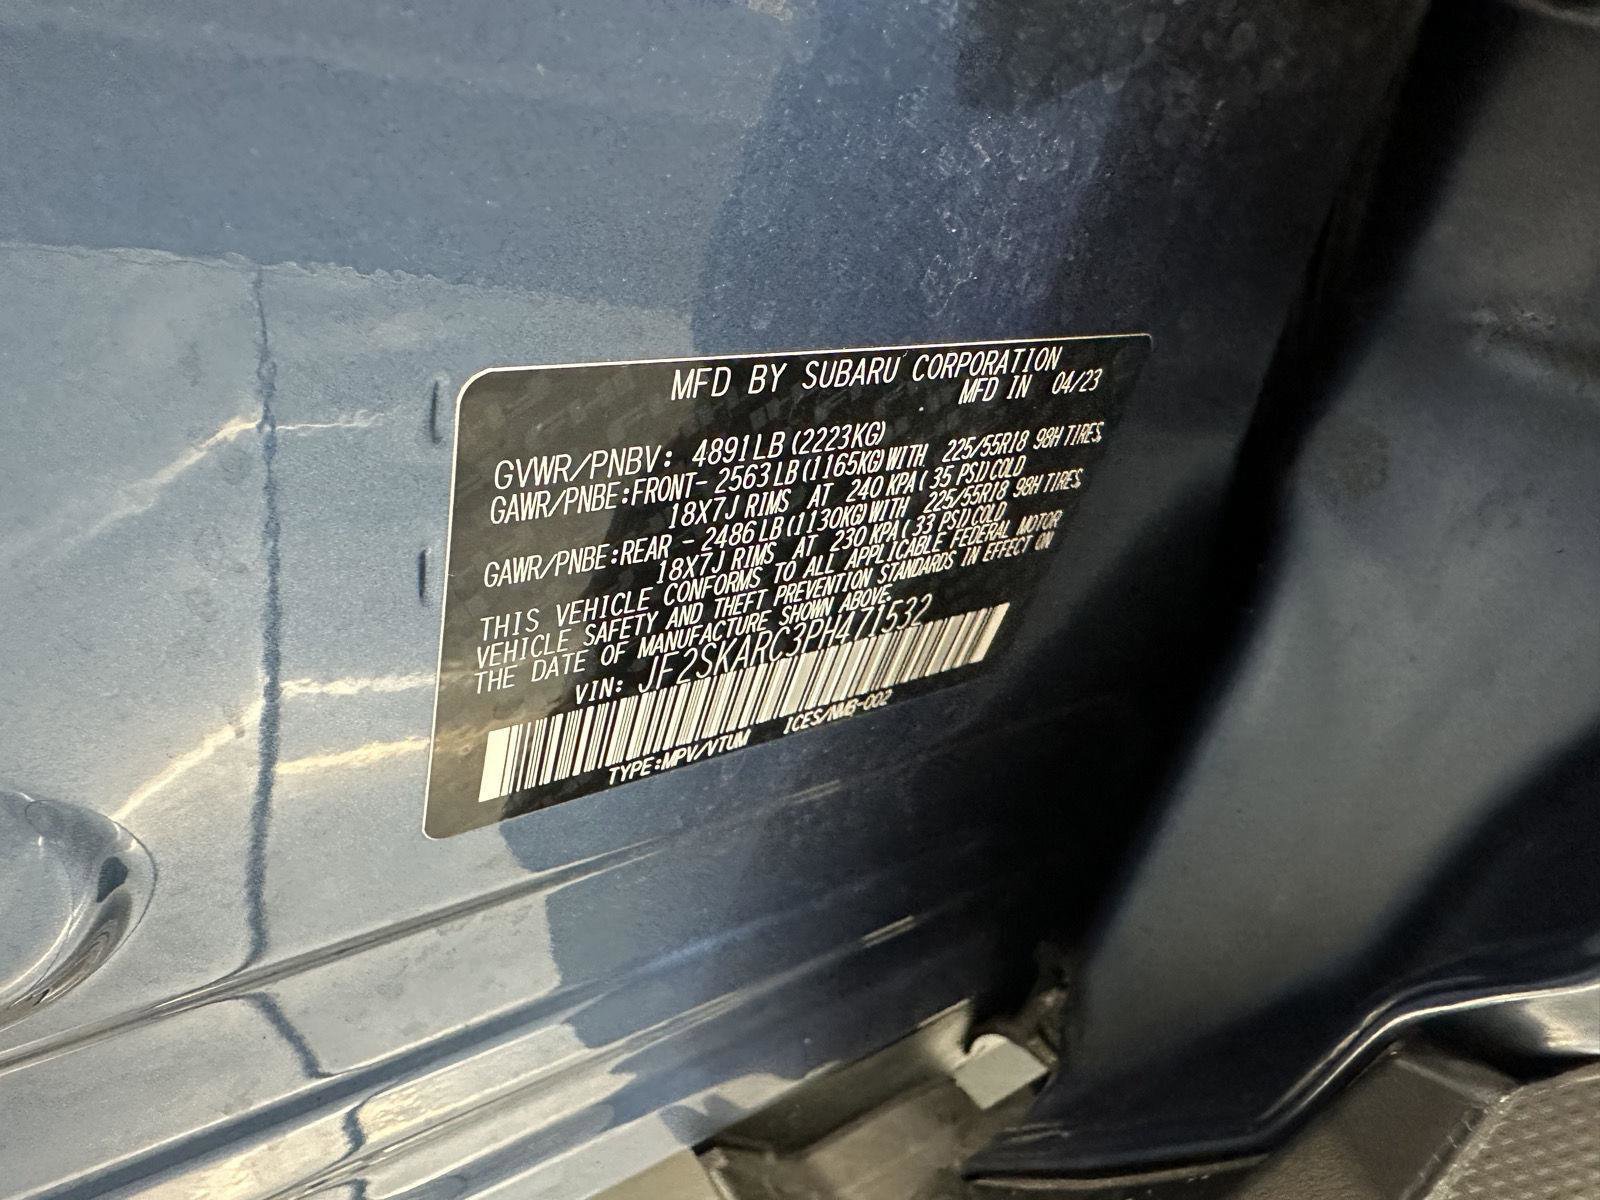 MFD BY SUBARU CORPORATION
MFD IN 04/23
GVWR/PNBV: 4891LB(2223KG)
GAWR/PNBE:FRONT- 2563LB(1165KG)WITH 225/55R18 98H TIRES
18X7J RIMS AT 240 KPA( 35 PSI)COLD
GAWR/PNBE:REAR - 2486LB(1130KG)WITH 225/55R18 98H TIRES
18X7J RIMS AT 230 KPA( 33 PSI)COLD
THIS VEHICLE CONFORMS TO ALL APPLICABLE FEDERAL MOTOR
VEHICLE SAFETY AND THEFT PREVENTION STANDARDS IN EFFECT ON
THE DATE OF MANUFACTURE SHOWN ABOVE.
VIN: JF2SKARC3PH471532
TYPE:MPV/VTUM ICES/NMB-002